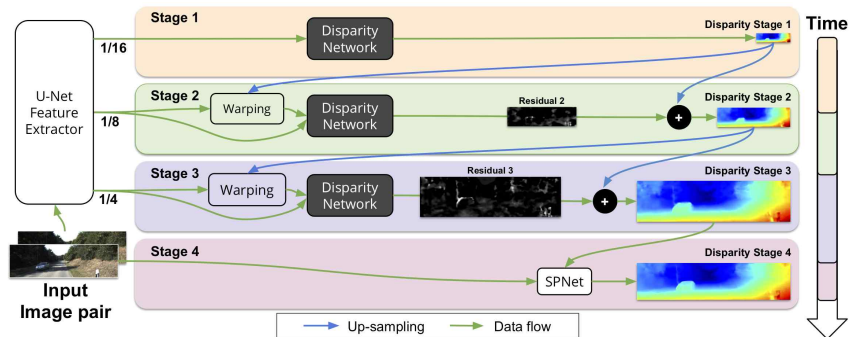 Stage 1
Disparity Stage 1
Time
1/16
Disparity
Network
U-Net
Feature
Extractor
Stage 2
Residual 2
Disparity Stage 2
Warping
Disparity
Network
+
1/8
Stage 3
Residual 3
Disparity Stage 3
Warping
Disparity
Network
+
1/4
Stage 4
Disparity Stage 4
SPNet
Input
Image pair
Up-sampling
Data flow